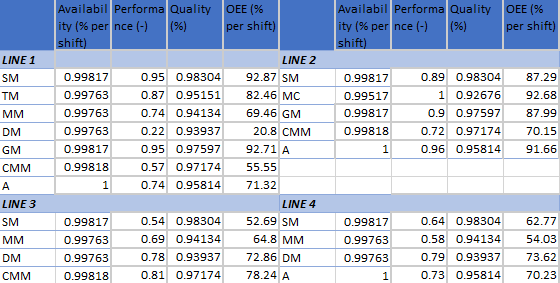 Availability (% per shift) Performance (-) Quality (%) OEE (% per shift) Availability (% per shift) Performance (-) Quality (%) OEE (% per shift)
LINE 1 LINE 2
SM 0.99817 0.95 0.98304 92.87 SM 0.99817 0.89 0.98304 87.29
TM 0.99763 0.87 0.95151 82.46 MC 0.99517 1 0.92676 92.68
MM 0.99763 0.74 0.94134 69.46 GM 0.99817 0.9 0.97597 87.99
DM 0.99763 0.22 0.93937 20.8 CMM 0.99818 0.72 0.97174 70.15
GM 0.99817 0.95 0.97597 92.71 A 1 0.96 0.95814 91.66
CMM 0.99818 0.57 0.97174 55.55
A 1 0.74 0.95814 71.32
LINE 3 LINE 4
SM 0.99817 0.54 0.98304 52.69 SM 0.99817 0.64 0.98304 62.77
MM 0.99763 0.69 0.94134 64.8 MM 0.99763 0.58 0.94134 54.03
DM 0.99763 0.78 0.93937 72.86 DM 0.99763 0.79 0.93937 73.62
CMM 0.99818 0.81 0.97174 78.24 A 1 0.73 0.95814 70.23